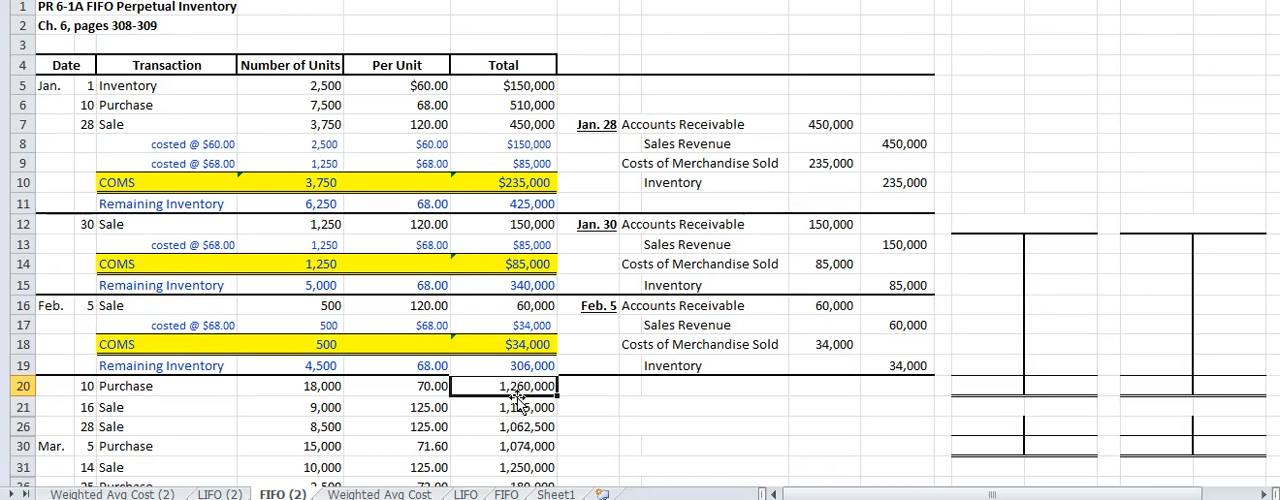 1 PR 6-1A FIFO Perpetual Inventory
2 Ch. 6, pages 308-309
3
4 Date Transaction Number of Units Per Unit Total
5 Jan. 1 Inventory 2,500 $60.00 $150,000
6 10 Purchase 7,500 68.00 510,000
7 28 Sale 3,750 120.00 450,000 Jan. 28 Accounts Receivable 450,000
8 costed @ $60.00 2,500 $60.00 $150,000 Sales Revenue 450,000
9 costed @ $68.00 1,250 $68.00 $85,000 Costs of Merchandise Sold 235,000
10 COMS 3,750 $235,000 Inventory 235,000
11 Remaining Inventory 6,250 68.00 425,000
12 30 Sale 1,250 120.00 150,000 Jan. 30 Accounts Receivable 150,000
13 costed @ $68.00 1,250 $68.00 $85,000 Sales Revenue 150,000
14 COMS 1,250 $85,000 Costs of Merchandise Sold 85,000
15 Remaining Inventory 5,000 68.00 340,000 Inventory 85,000
16 Feb. 5 Sale 500 120.00 60,000 Feb. 5 Accounts Receivable 60,000
17 costed @ $68.00 500 $68.00 $34,000 Sales Revenue 60,000
18 COMS 500 $34,000 Costs of Merchandise Sold 34,000
19 Remaining Inventory 4,500 68.00 306,000 Inventory 34,000
20 10 Purchase 18,000 70.00 1,260,000
21 16 Sale 9,000 125.00
26 28 Sale 8,500 125.00 1,062,500
30 Mar. 5 Purchase 15,000 71.60 1,074,000
31 14 Sale 10,000 125.00 1,250,000
Weighted Avg Cost (2) LIFO (2) FIFO (2) Weighted Avg Cost LIFO FIFO Sheet1